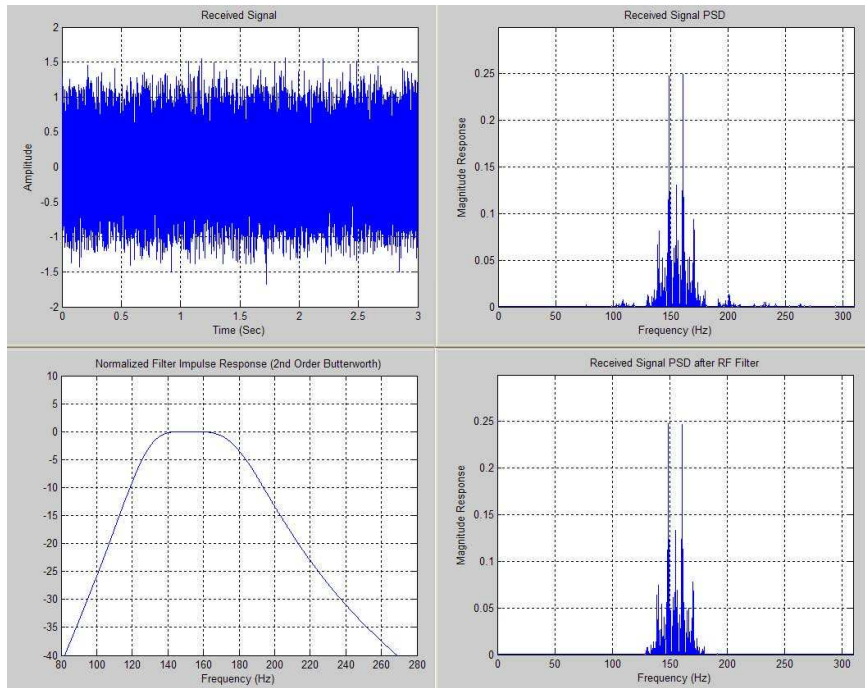 Received Signal
2
1.5
1
0.5
0
-0.5
-1
-1.5
-2
Amplitude
0 0.5 1 1.5 2 2.5 3
Time (Sec)
Received Signal PSD
0.25
0.2
0.15
0.1
0.05
0
Magnitude Response
0 50 100 150 200 250 300
Frequency (Hz)
Normalized Filter Impulse Response (2nd Order Butterworth)
10
5
0
-5
-10
-15
-20
-25
-30
-35
-40
80 100 120 140 160 180 200 220 240 260 280
Frequency (Hz)
Received Signal PSD after RF Filter
0.25
0.2
0.15
0.1
0.05
0
Magnitude Response
0 50 100 150 200 250 300
Frequency (Hz)